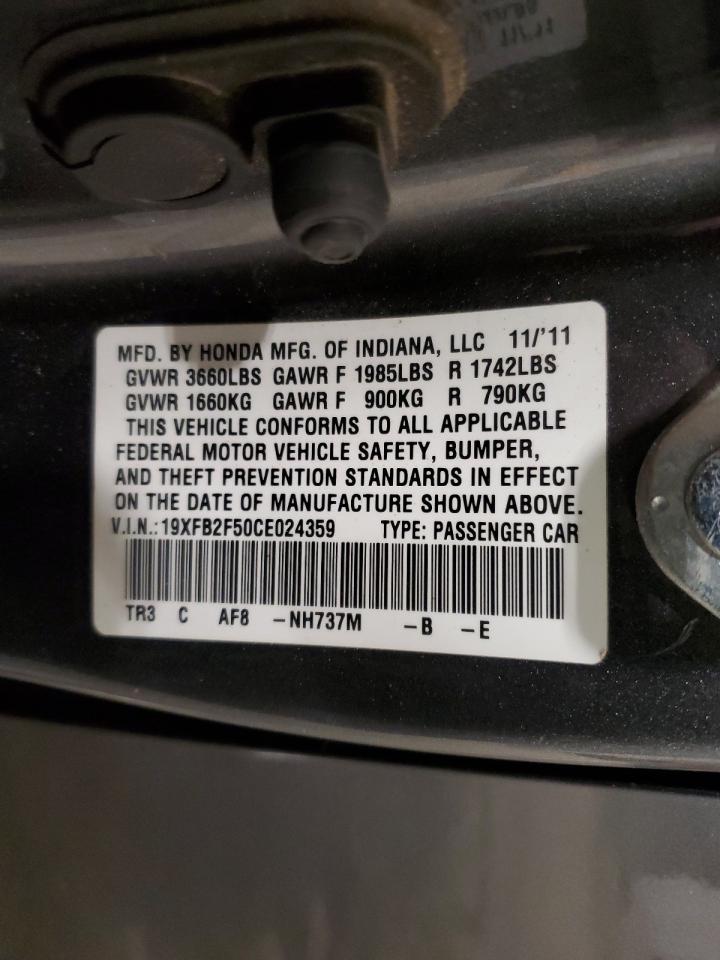 11/'11
MFD. BY HONDA MFG. OF INDIANA, LLC 11/'11
GVWR 3660LBS GAWR F 1985LBS R 1742LBS
GVWR 1660KG GAWR F 900KG R 790KG
THIS VEHICLE CONFORMS TO ALL APPLICABLE
FEDERAL MOTOR VEHICLE SAFETY, BUMPER,
AND THEFT PREVENTION STANDARDS IN EFFECT
ON THE DATE OF MANUFACTURE SHOWN ABOVE.
V.I.N.:19XFB2F50CE024359 TYPE: PASSENGER CAR
TR3 C AF8 -NH737M -B -E